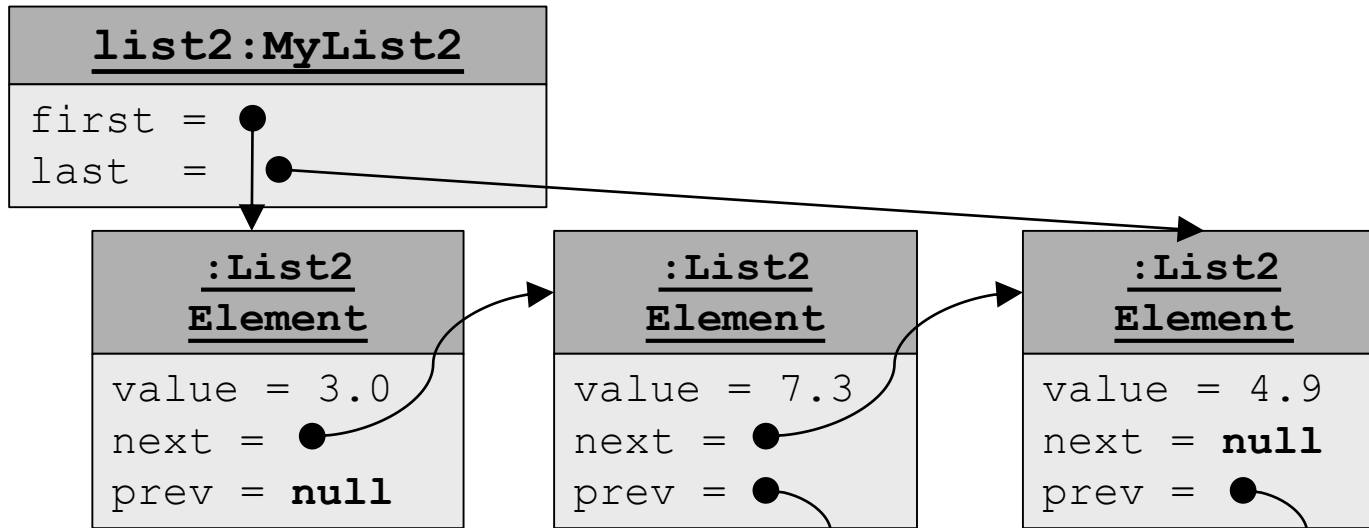 list2:MyList2
first =
last  =
:List2
Element
value = 3.0
next =
prev = null
:List2
Element
value = 7.3
next =
prev =
:List2
Element
value = 4.9
next = null
prev =